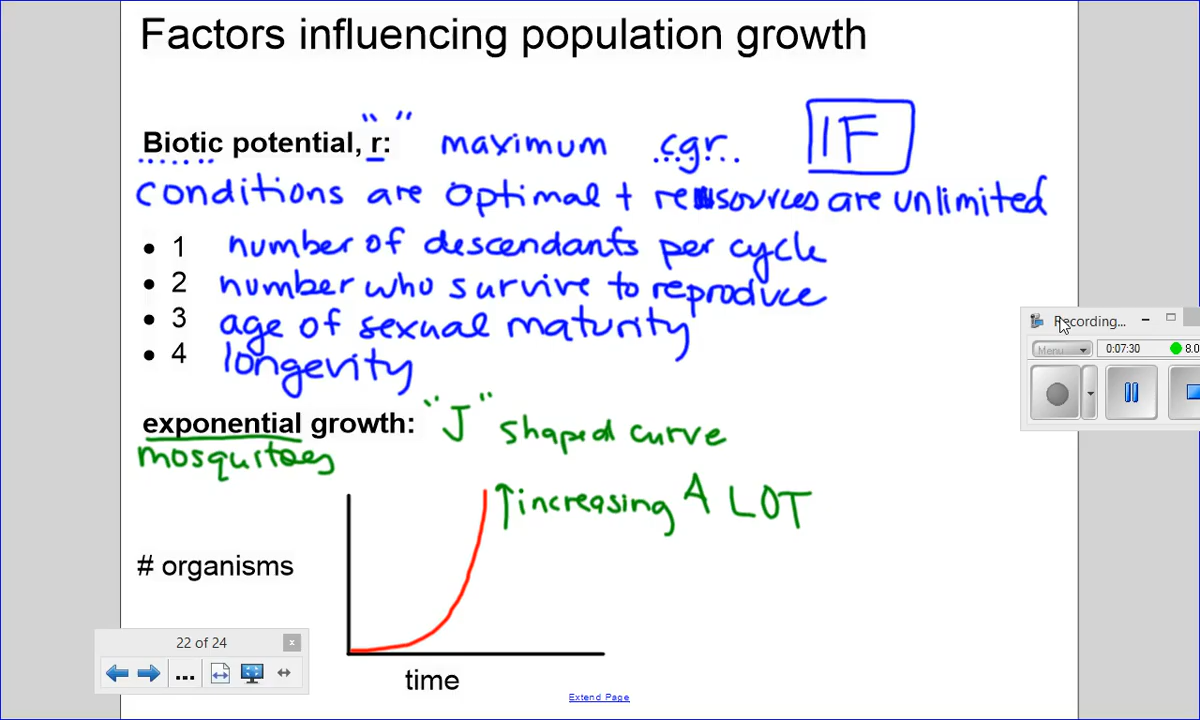 Factors influencing population growth
Biotic potential, "r": maximum cgr IF
conditions are optimal + resources are unlimited
• 1 number of descendants per cycle
• 2 number who survive to reproduce
• 3 age of sexual maturity
• 4 longevity
exponential growth: "J" shaped curve
mosquitoes
↑increasing A LOT
# organisms
time
Recording...
Menu
0:07:30
8.0
22 of 24
Extend Page